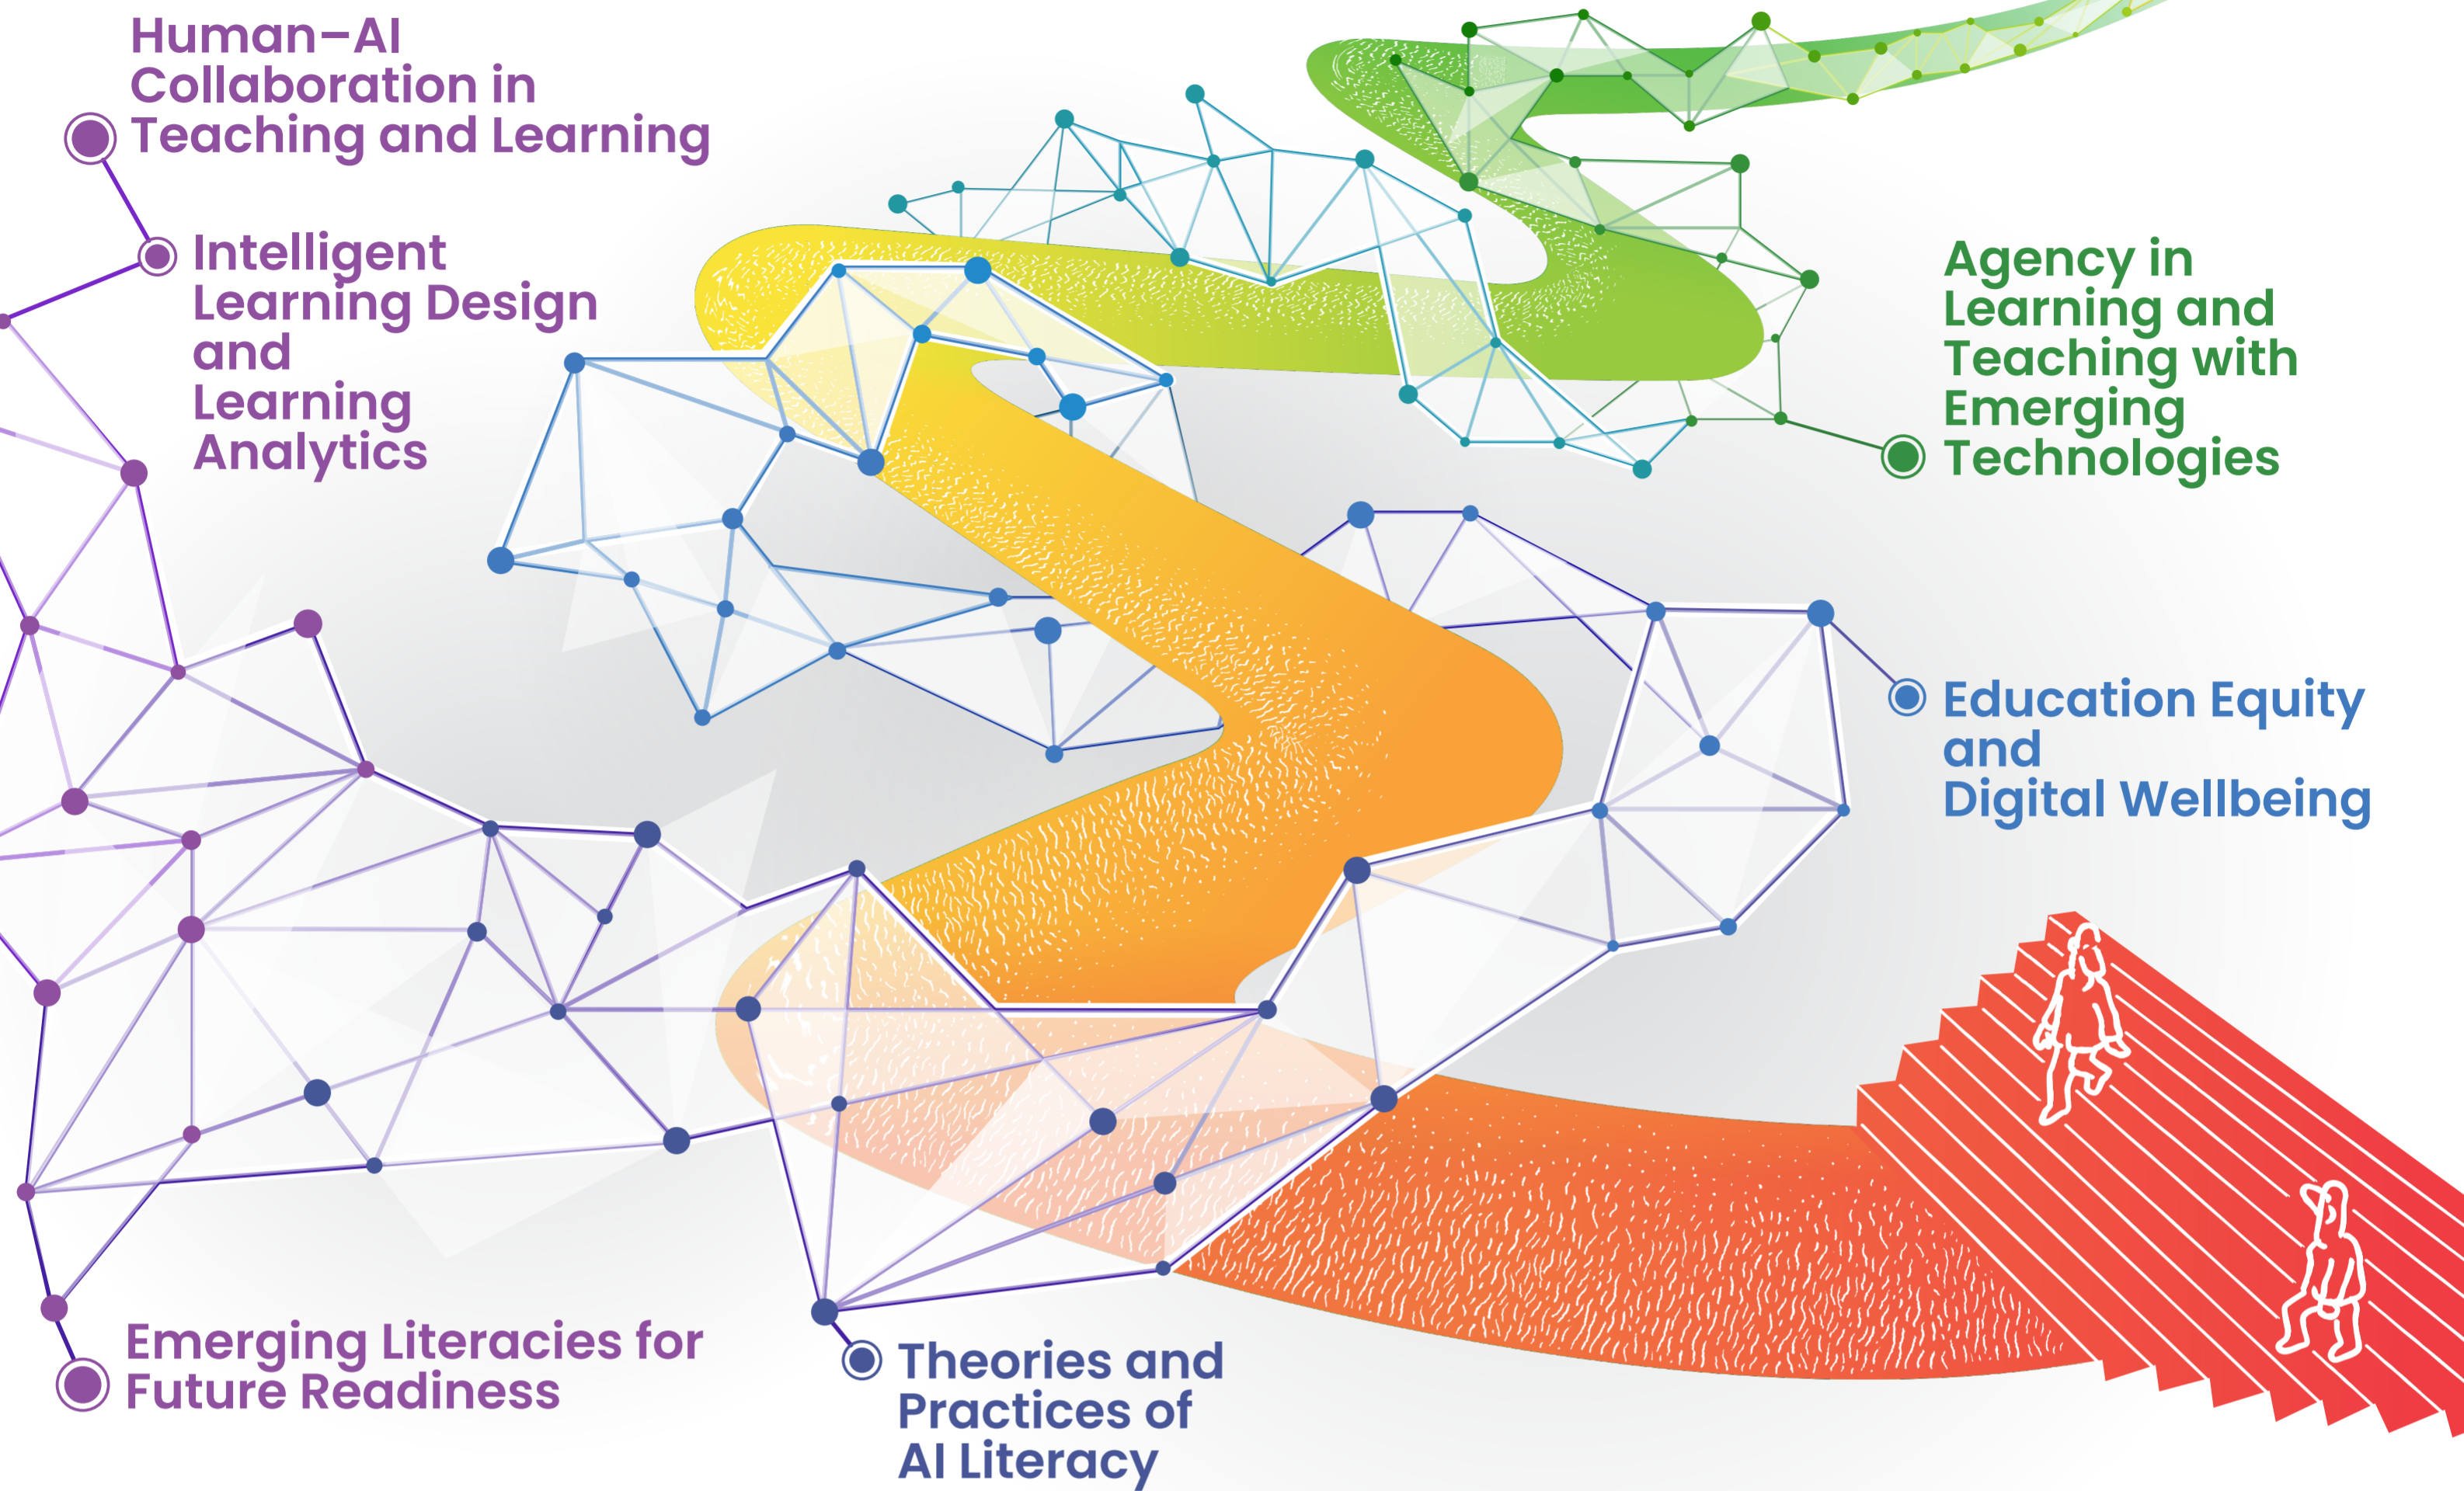 Human–AI
Collaboration in
Teaching and Learning
Intelligent
Learning Design
and
Learning
Analytics
Agency in
Learning and
Teaching with
Emerging
Technologies
Education Equity
and
Digital Wellbeing
Emerging Literacies for
Future Readiness
Theories and
Practices of
AI Literacy